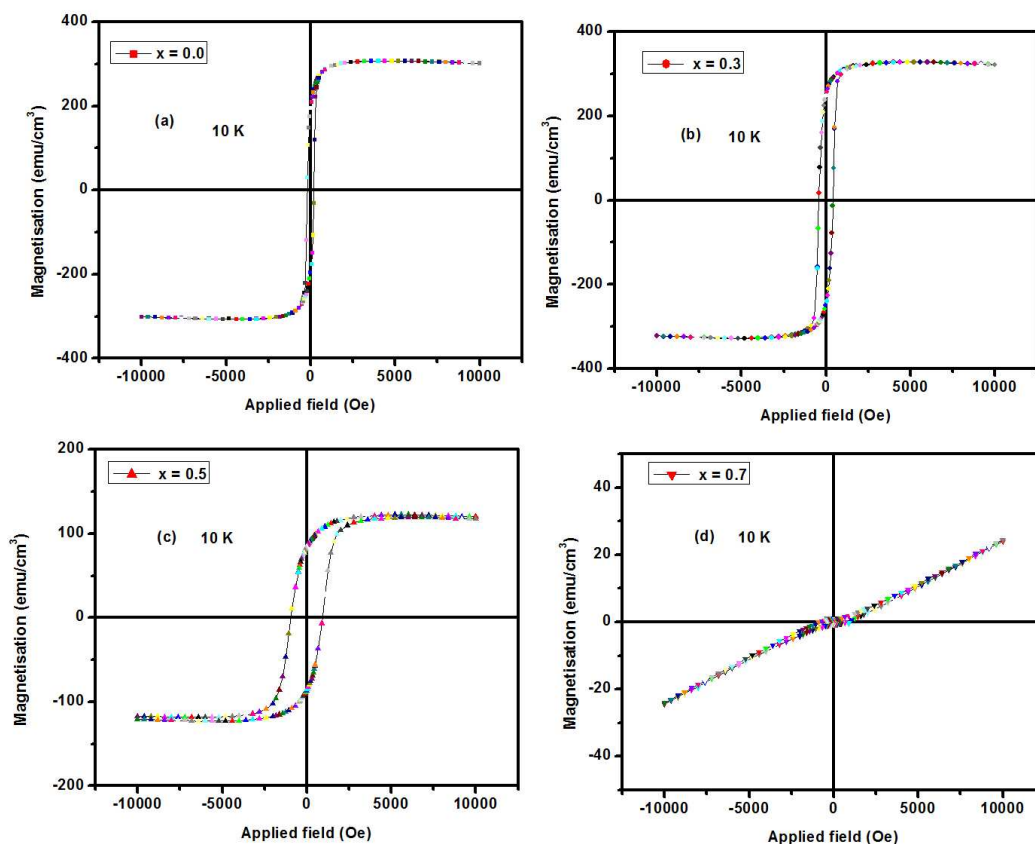 400
x = 0.0
200
(a) 10 K
0
-200
-400
-10000 -5000 0 5000 10000
Applied field (Oe)
Magnetisation (emu/cm³)
400
x = 0.3
200
(b) 10 K
0
-200
-400
-10000 -5000 0 5000 10000
Applied field (Oe)
Magnetisation (emu/cm³)
200
x = 0.5
100
(c) 10 K
0
-100
-200
-10000 -5000 0 5000 10000
Applied field (Oe)
Magnetisation (emu/cm³)
40
x = 0.7
20
(d) 10 K
0
-20
-40
-10000 -5000 0 5000 10000
Applied field (Oe)
Magnetisation (emu/cm³)